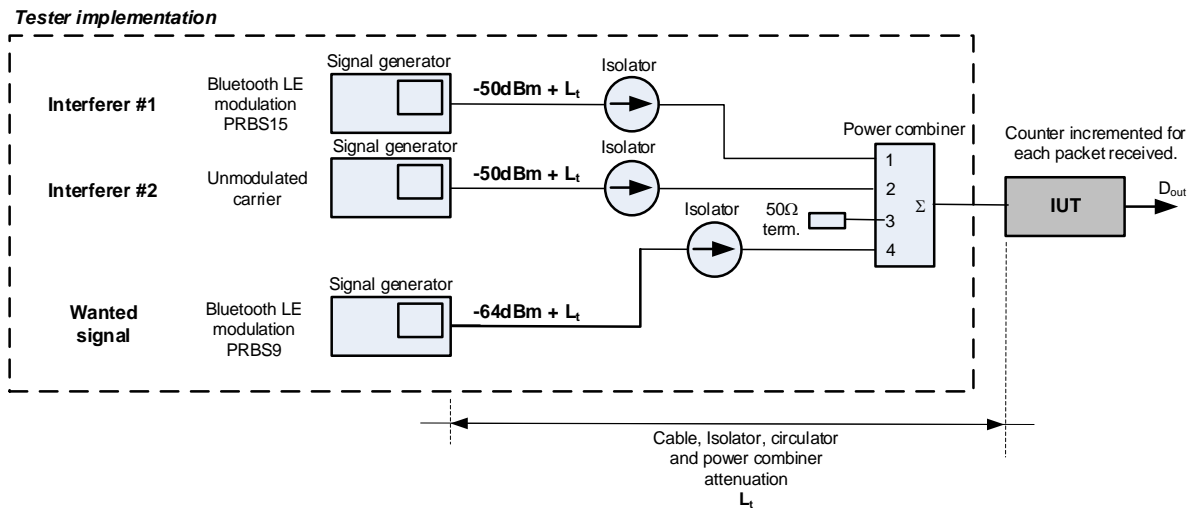 Tester implementation
Signal generator
Isolator
Interferer #1
Bluetooth LE
modulation
PRBS15
-50dBm + Lt
Power combiner
Counter incremented for
each packet received.
Signal generator
Isolator
Interferer #2
Unmodulated
carrier
-50dBm + Lt
Isolator
50Ω
term.
1
2
3
4
Σ
IUT
Dout
Signal generator
Wanted
signal
Bluetooth LE
modulation
PRBS9
-64dBm + Lt
Cable, Isolator, circulator
and power combiner
attenuation
Lt